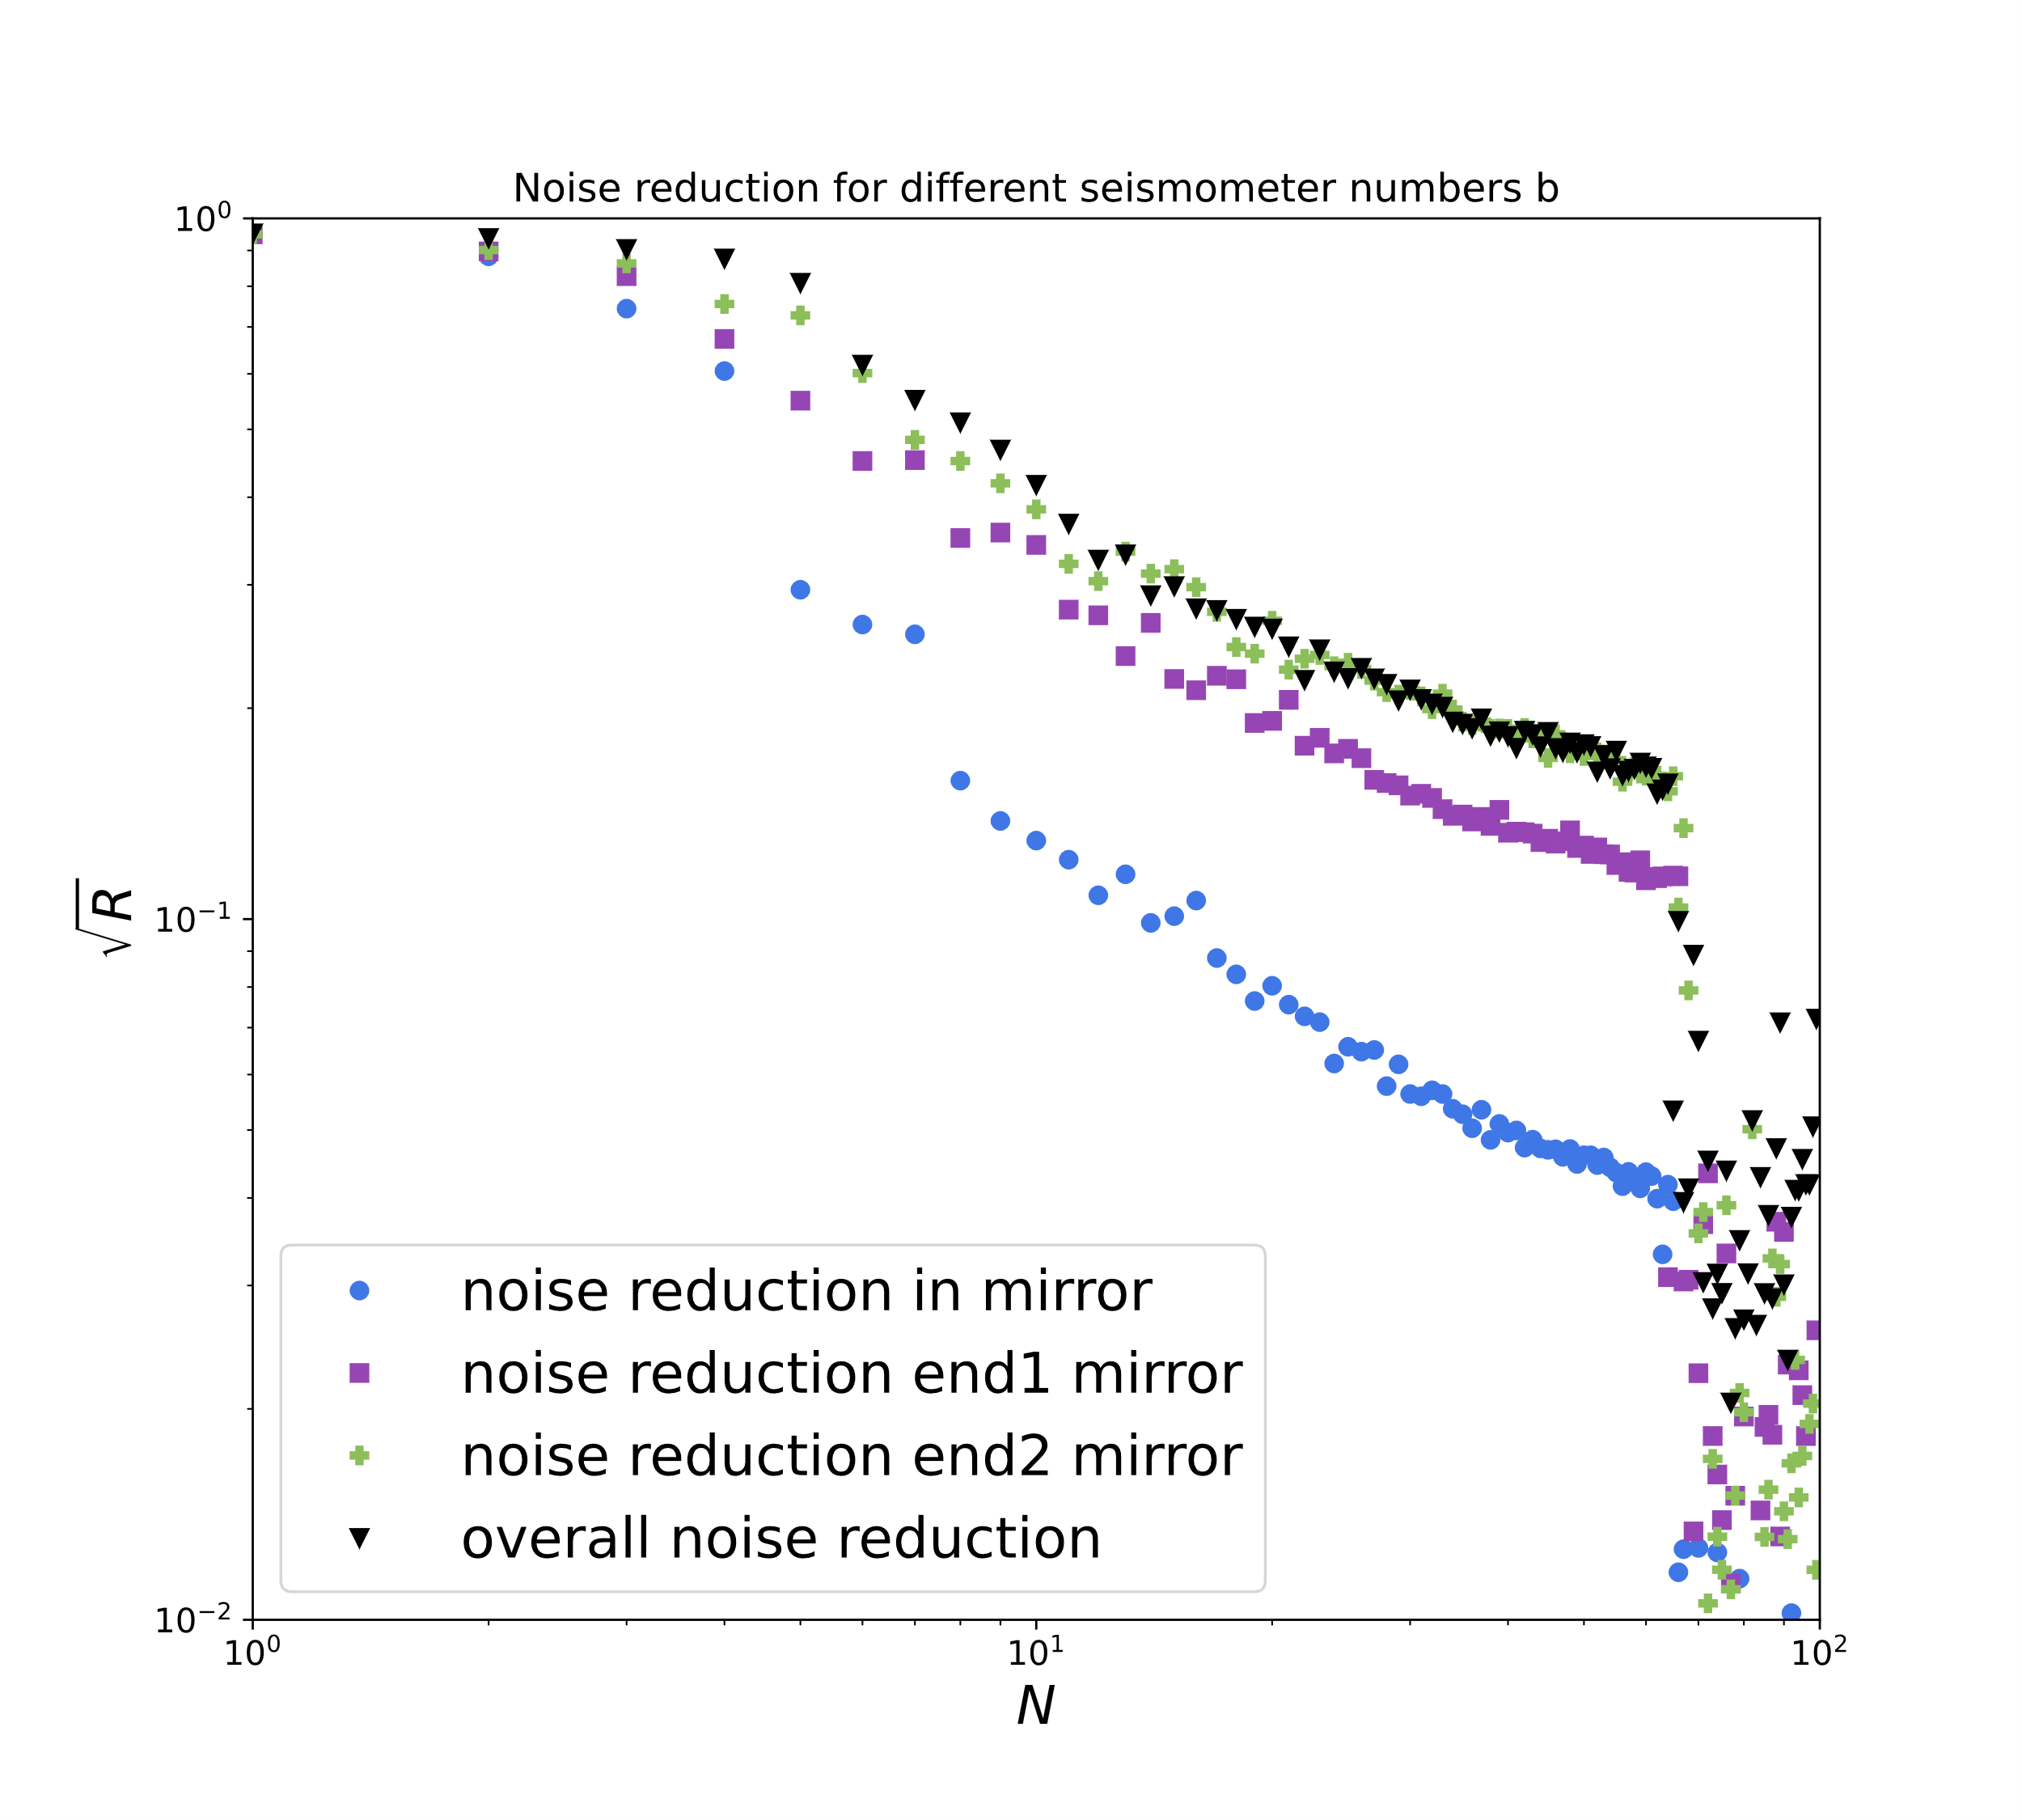 Noise reduction for different seismometer numbers b
10⁰
10⁻¹
10⁻²
√R
noise reduction in mirror
noise reduction end1 mirror
noise reduction end2 mirror
overall noise reduction
10⁰ 10¹ 10²
N